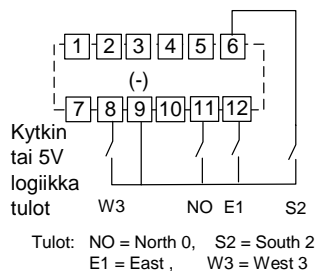 1 2 3 4 5 6
(-)
7 8 9 10 11 12
Kytkin
tai 5V
logiikka
tulot
W3 NO E1 S2
Tulot: NO = North 0, S2 = South 2
E1 = East , W3 = West 3